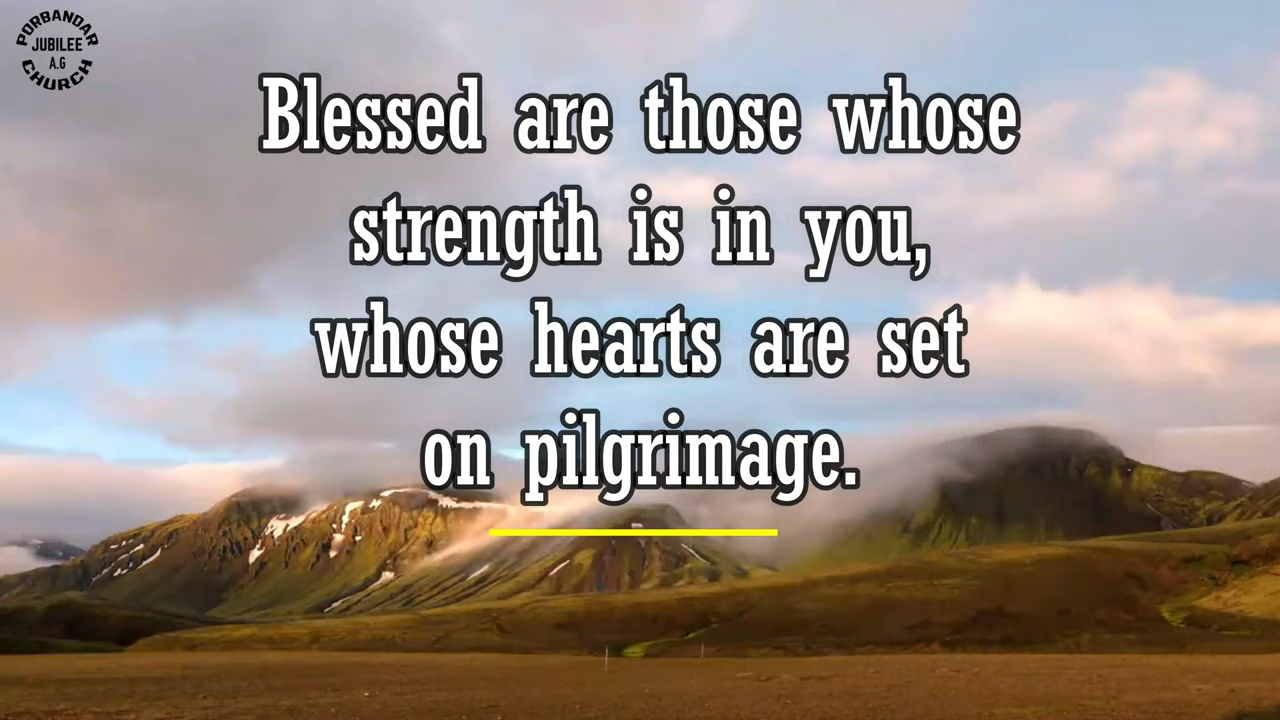 PORBANDAR
JUBILEE
A.G
CHURCH
Blessed are those whose
strength is in you,
whose hearts are set
on pilgrimage.